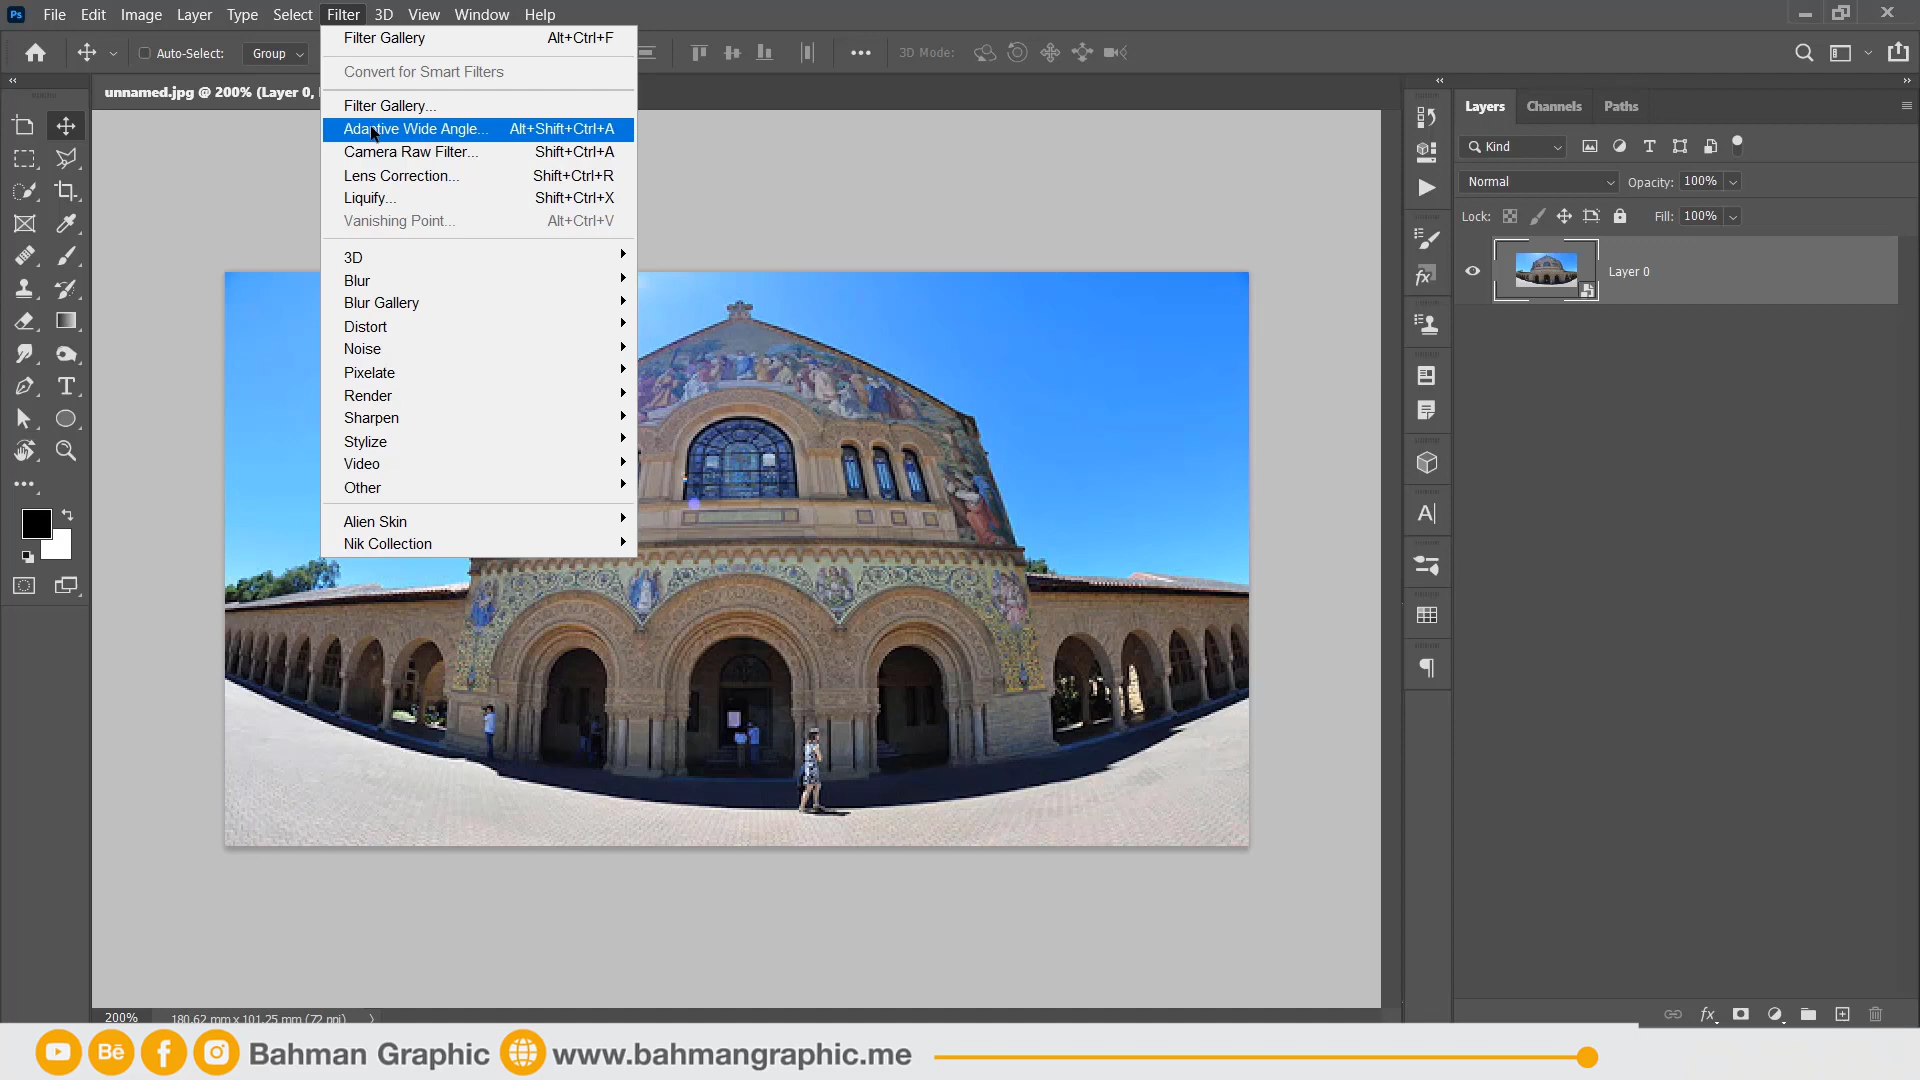 Ps File Edit Image Layer Type Select Filter 3D View Window Help
Auto-Select: Group 3D Mode:
unnamed.jpg @ 200% (Layer 0,
Filter Gallery Alt+Ctrl+F
Convert for Smart Filters
Filter Gallery...
Adaptive Wide Angle... Alt+Shift+Ctrl+A
Camera Raw Filter... Shift+Ctrl+A
Lens Correction... Shift+Ctrl+R
Liquify... Shift+Ctrl+X
Vanishing Point... Alt+Ctrl+V
3D
Blur
Blur Gallery
Distort
Noise
Pixelate
Render
Sharpen
Stylize
Video
Other
Alien Skin
Nik Collection
Layers Channels Paths
Kind
Normal Opacity: 100%
Lock: Fill: 100%
Layer 0
200% 180.62 mm x 101.25 mm (72 ppi)
Bē Bahman Graphic www.bahmangraphic.me